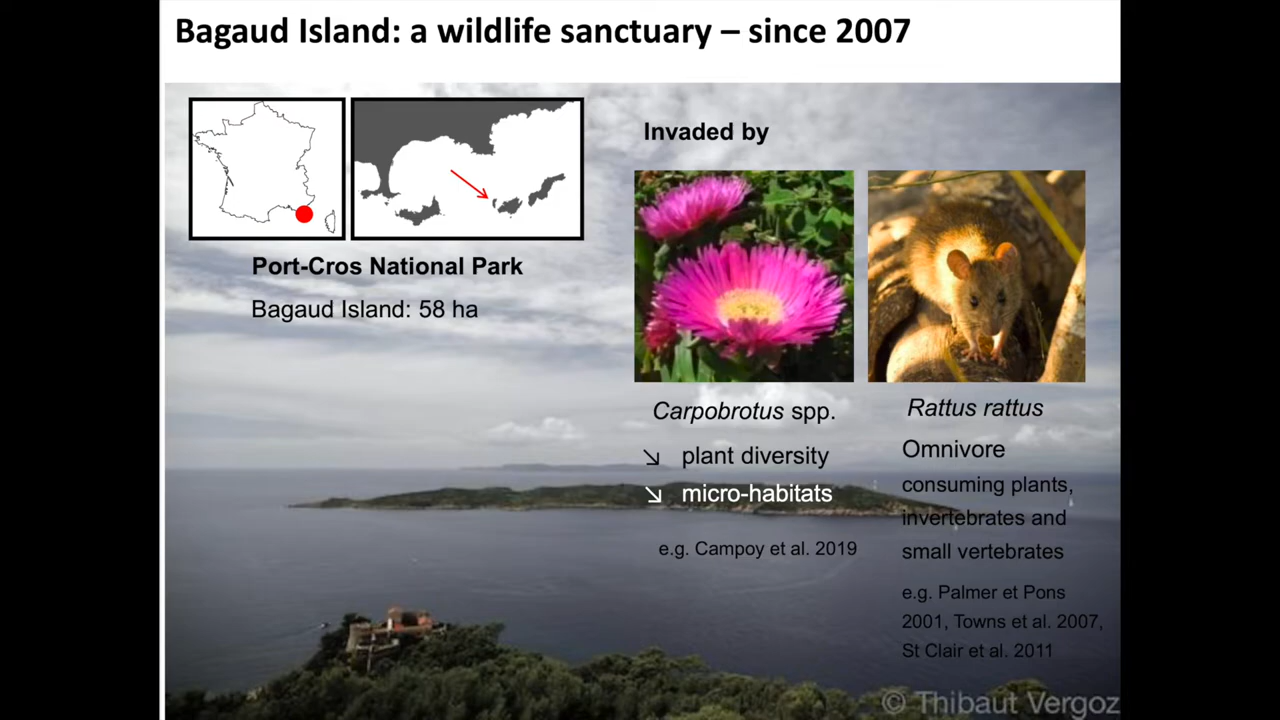 Bagaud Island: a wildlife sanctuary – since 2007
Port-Cros National Park
Bagaud Island: 58 ha
Invaded by
Carpobrotus spp.
↘ plant diversity
↘ micro-habitats
e.g. Campoy et al. 2019
Rattus rattus
Omnivore
consuming plants,
invertebrates and
small vertebrates
e.g. Palmer et Pons
2001, Towns et al. 2007,
St Clair et al. 2011
© Thibaut Vergoz